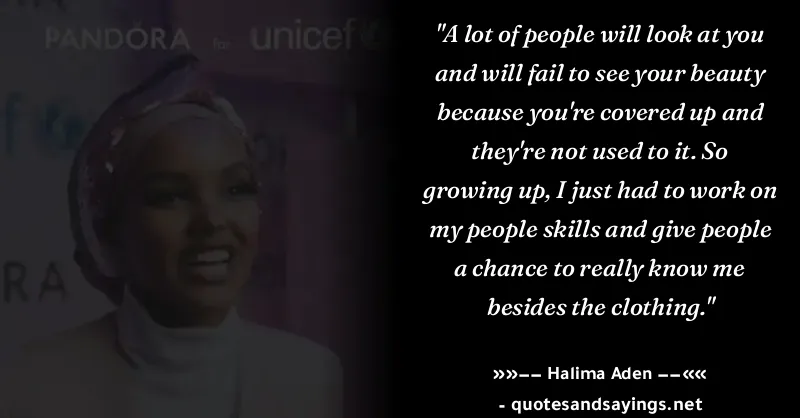 PANDÓRA for unicef
RA
"A lot of people will look at you
and will fail to see your beauty
because you're covered up and
they're not used to it. So
growing up, I just had to work on
my people skills and give people
a chance to really know me
besides the clothing."
»»−− Halima Aden −−««
- quotesandsayings.net